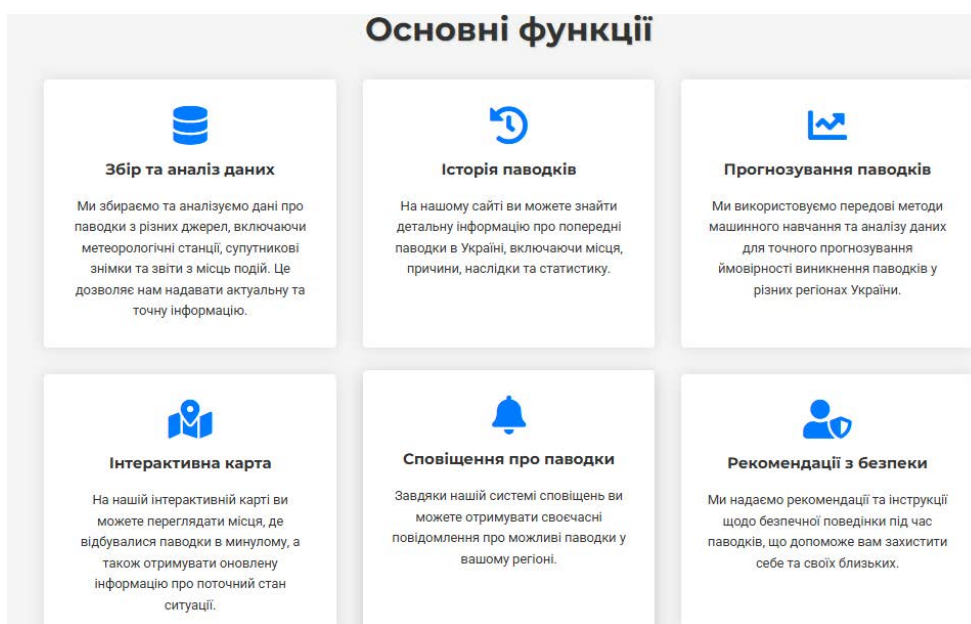 Основні функції
Збір та аналіз даних
Ми збираємо та аналізуємо дані про
паводки з різних джерел, включаючи
метеорологічні станції, супутникові
знімки та звіти з місць подій. Це
дозволяє нам надавати актуальну та
точну інформацію.
Історія паводків
На нашому сайті ви можете знайти
детальну інформацію про попередні
паводки в Україні, включаючи місця,
причини, наслідки та статистику.
Прогнозування паводків
Ми використовуємо передові методи
машинного навчання та аналізу даних
для точного прогнозування
ймовірності виникнення паводків у
різних регіонах України.
Інтерактивна карта
На нашій інтерактивній карті ви
можете переглядати місця, де
відбувалися паводки в минулому, а
також отримувати оновлену
інформацію про поточний стан
ситуації.
Сповіщення про паводки
Завдяки нашій системі сповіщень ви
можете отримувати своєчасні
повідомлення про можливі паводки у
вашому регіоні.
Рекомендації з безпеки
Ми надаємо рекомендації та інструкції
щодо безпечної поведінки під час
паводків, що допоможе вам захистити
себе та своїх близьких.